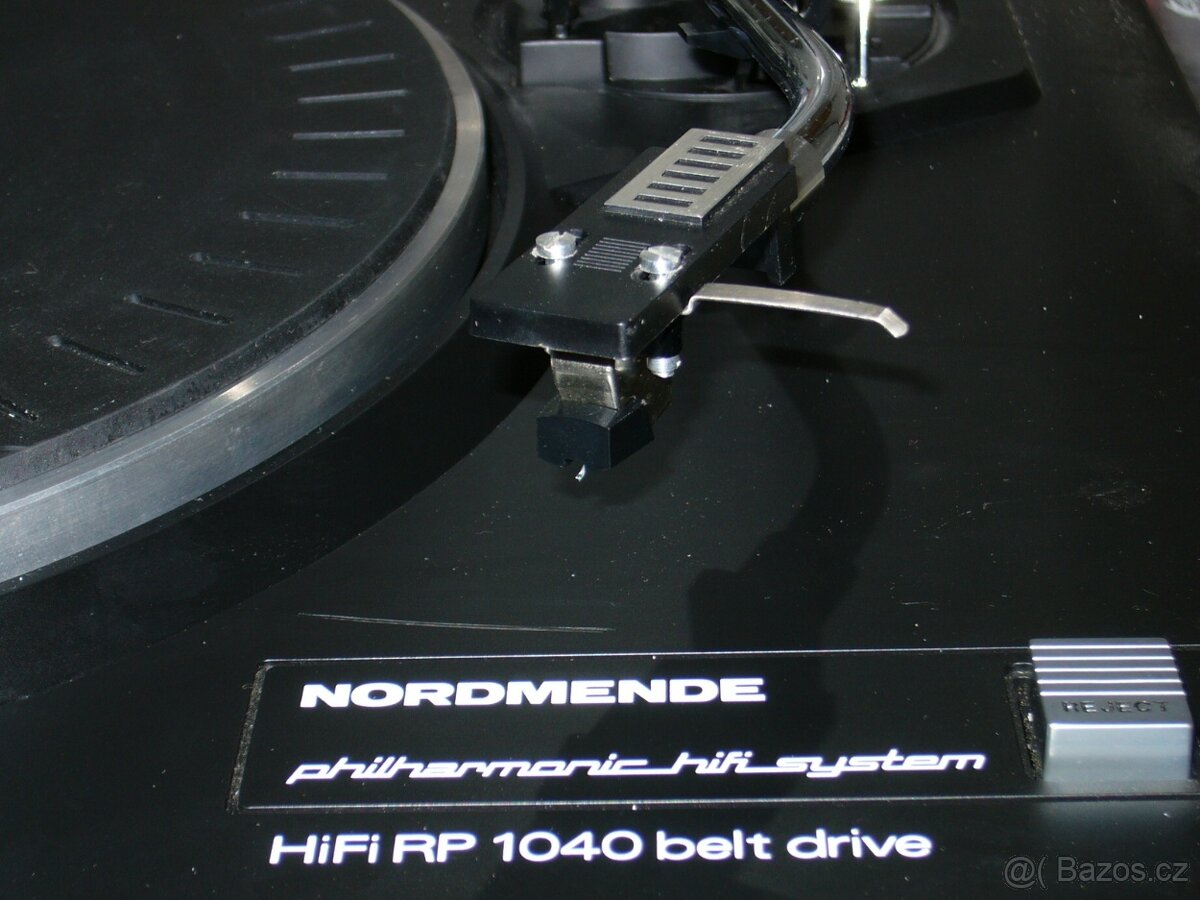 REJECT
NORDMENDE
philharmonic hifi system
HiFi RP 1040 belt drive
@( Bazos.cz